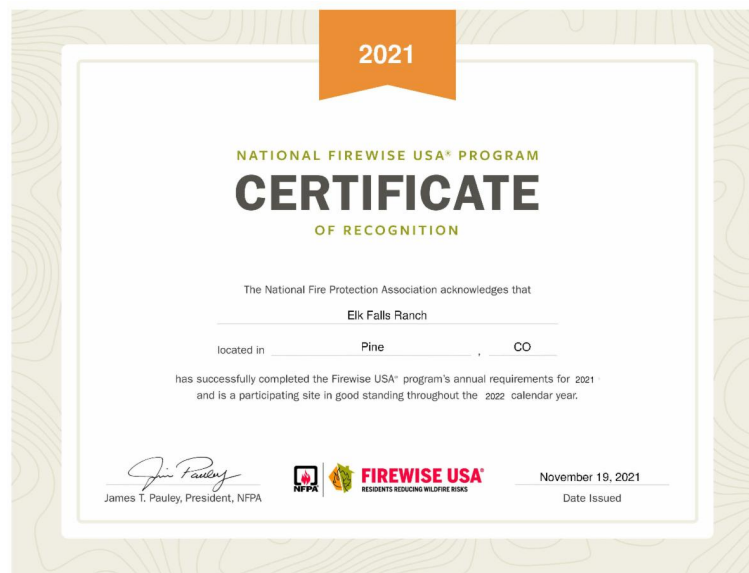 2021
NATIONAL FIREWISE USA® PROGRAM
CERTIFICATE
OF RECOGNITION
The National Fire Protection Association acknowledges that
Elk Falls Ranch
located in Pine , CO
has successfully completed the Firewise USA® program's annual requirements for 2021
and is a participating site in good standing throughout the 2022 calendar year.
Jim Pauley
James T. Pauley, President, NFPA
NFPA
FIREWISE USA®
RESIDENTS REDUCING WILDFIRE RISKS
November 19, 2021
Date Issued